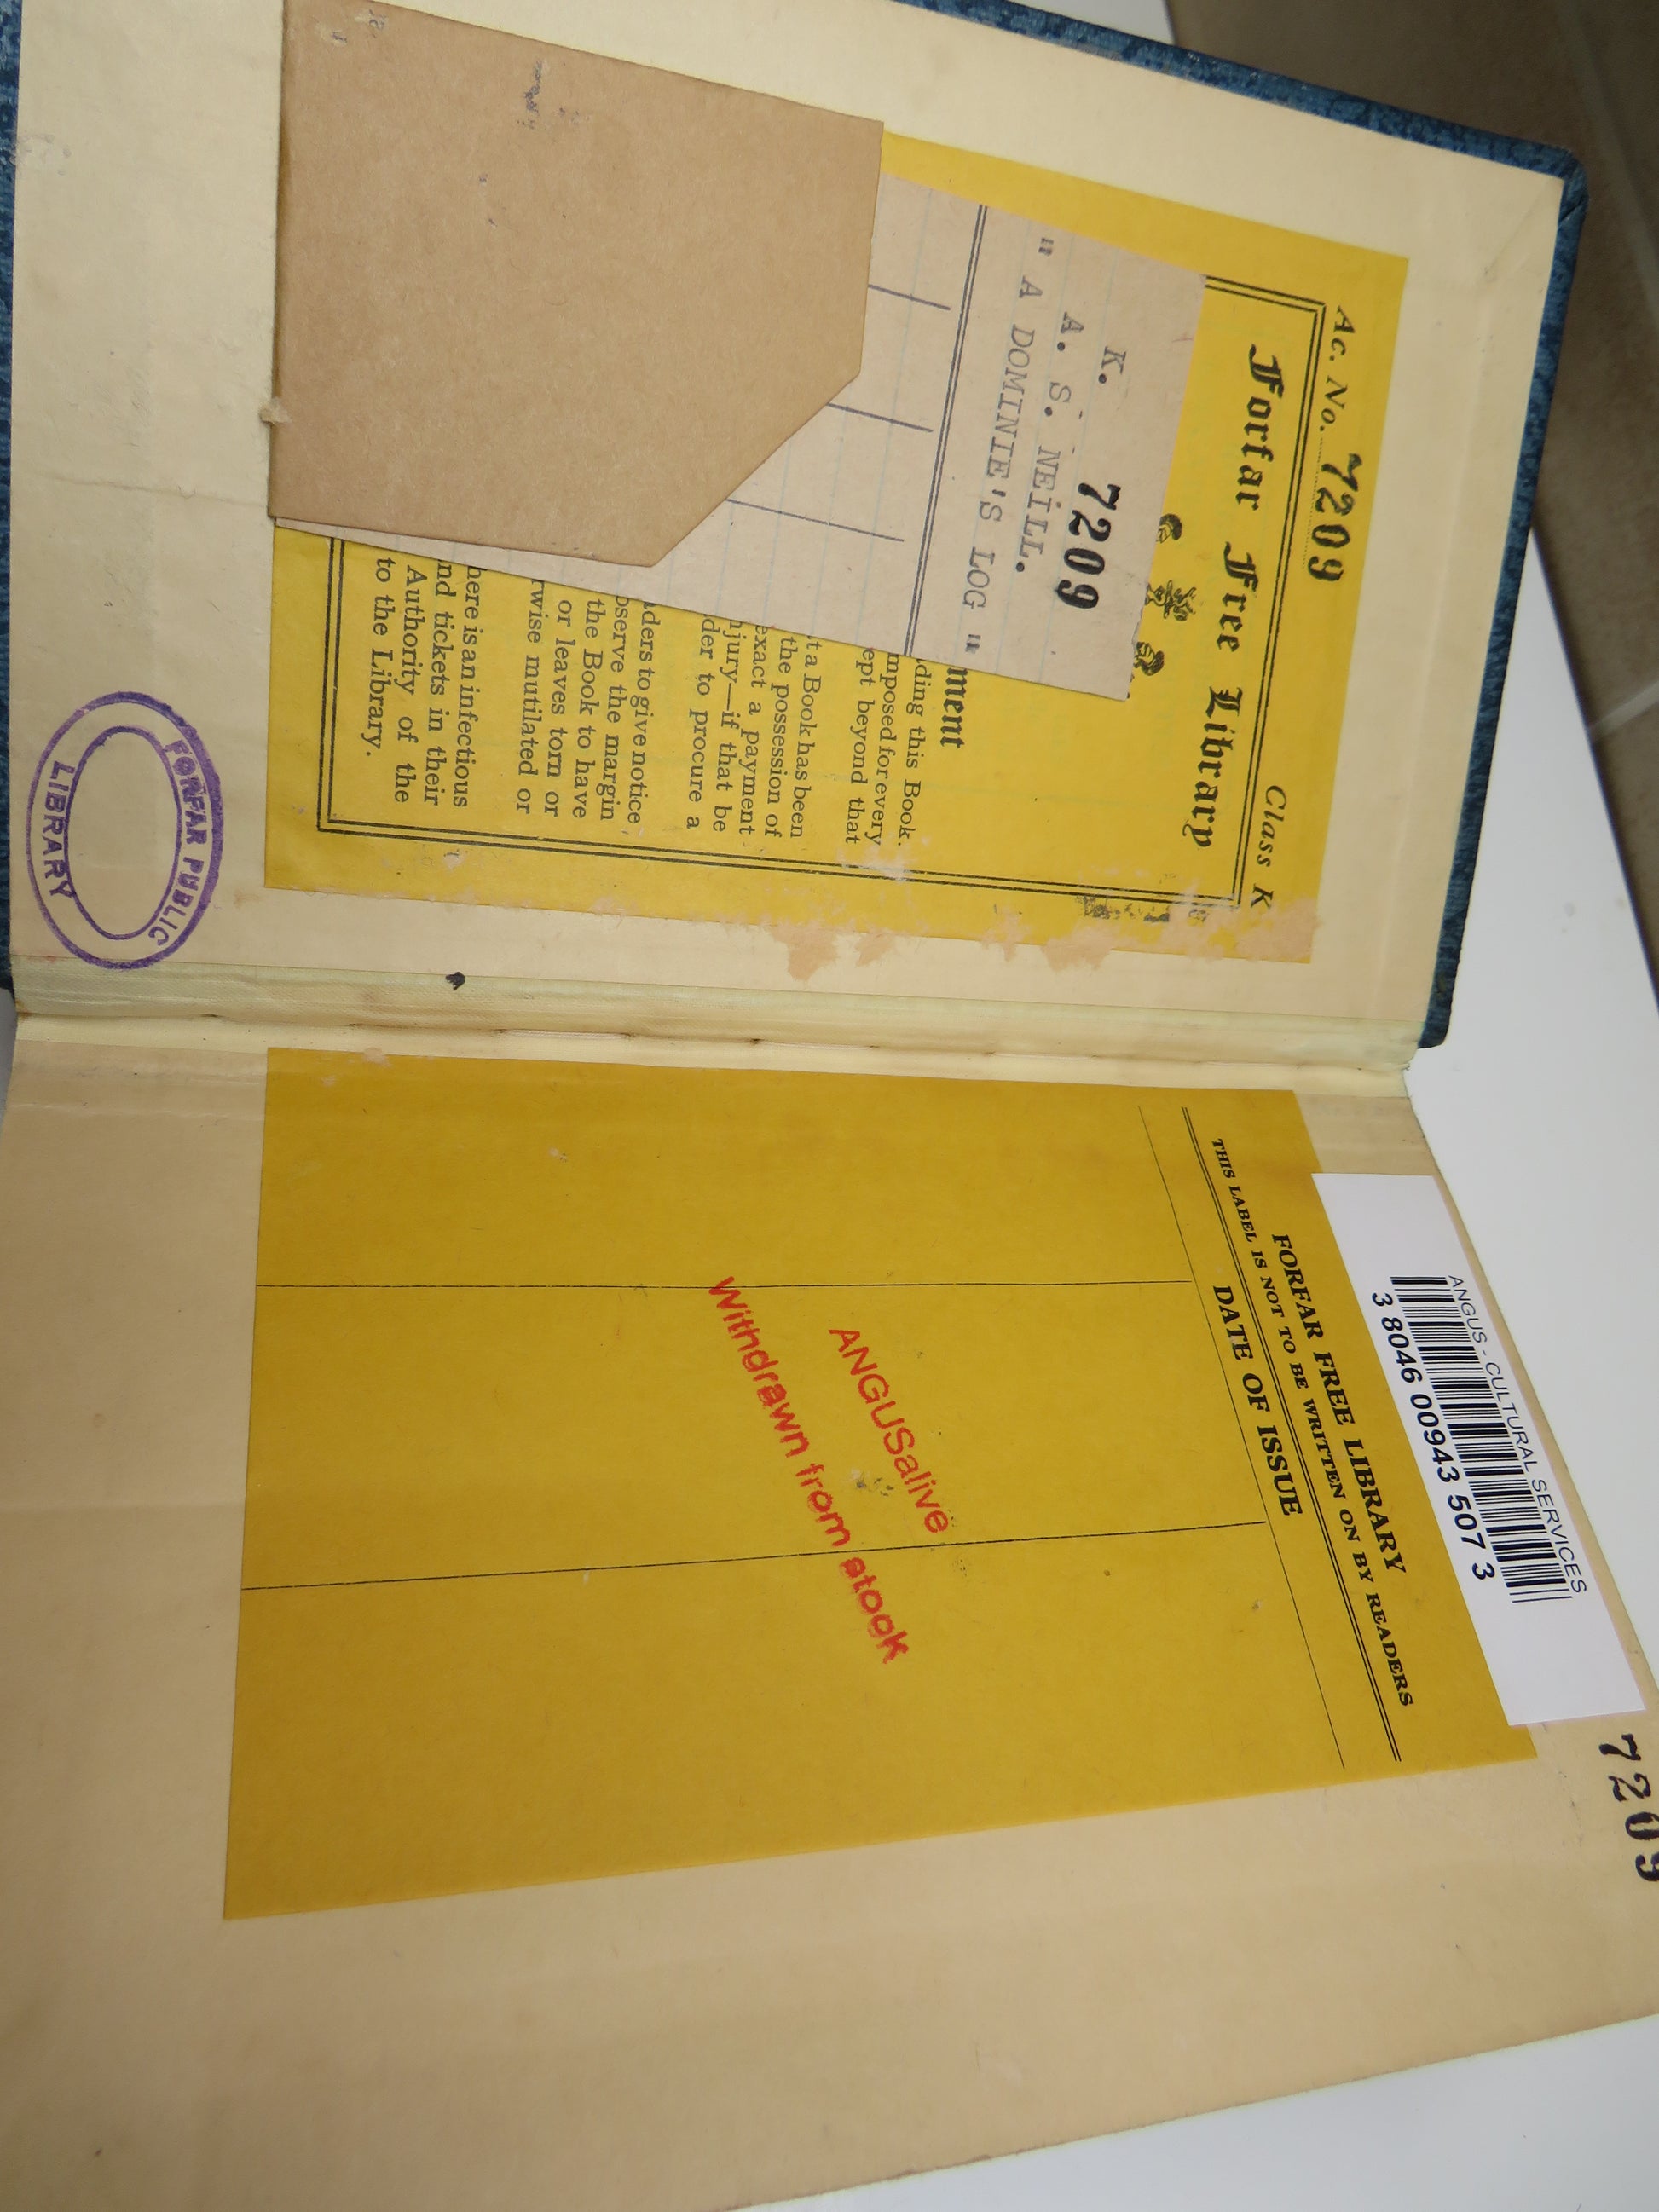 Ac. No. 7209 Class K
Forfar Free Library
K. 7209
A. S. NEILL.
" A DOMINIE'S LOG "
ment
ding this Book.
mposed for every
ept beyond that
t a Book has been
the possession of
exact a payment
njury—if that be
der to procure a
aders to give notice,
bserve the margin
the Book to have
or leaves torn or
rwise mutilated or
here is an infectious
nd tickets in their
Authority of the
to the Library.
FORFAR PUBLIC
LIBRARY
7209
ANGUS - CULTURAL SERVICES
3 8046 00943 507 3
FORFAR FREE LIBRARY
THIS LABEL IS NOT TO BE WRITTEN ON BY READERS
DATE OF ISSUE
ANGUSalive
Withdrawn from stock